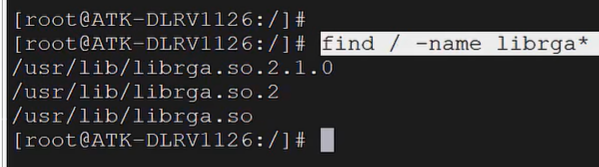 [root@ATK-DLRV1126:/]#
[root@ATK-DLRV1126:/]# find / -name librga*
/usr/lib/librga.so.2.1.0
/usr/lib/librga.so.2
/usr/lib/librga.so
[root@ATK-DLRV1126:/]#